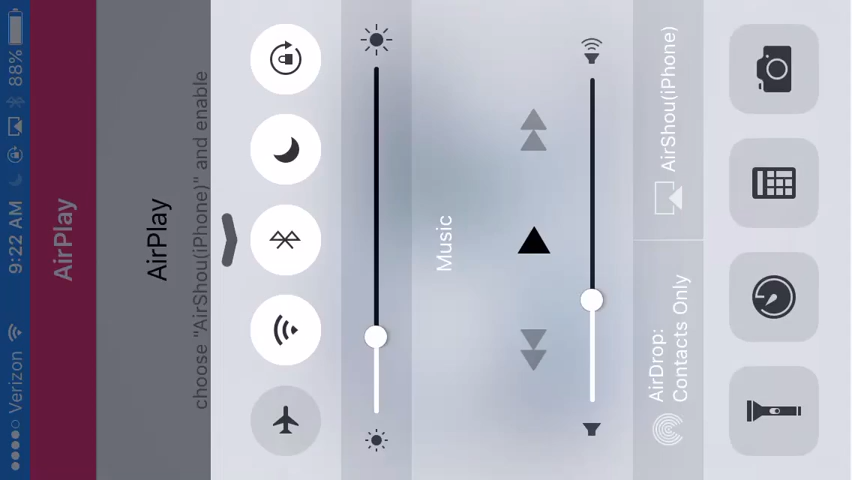 Verizon 9:22 AM 88%
AirPlay
AirPlay
choose "AirShou(iPhone)" and enable
Music
AirDrop:
Contacts Only
AirShou(iPhone)